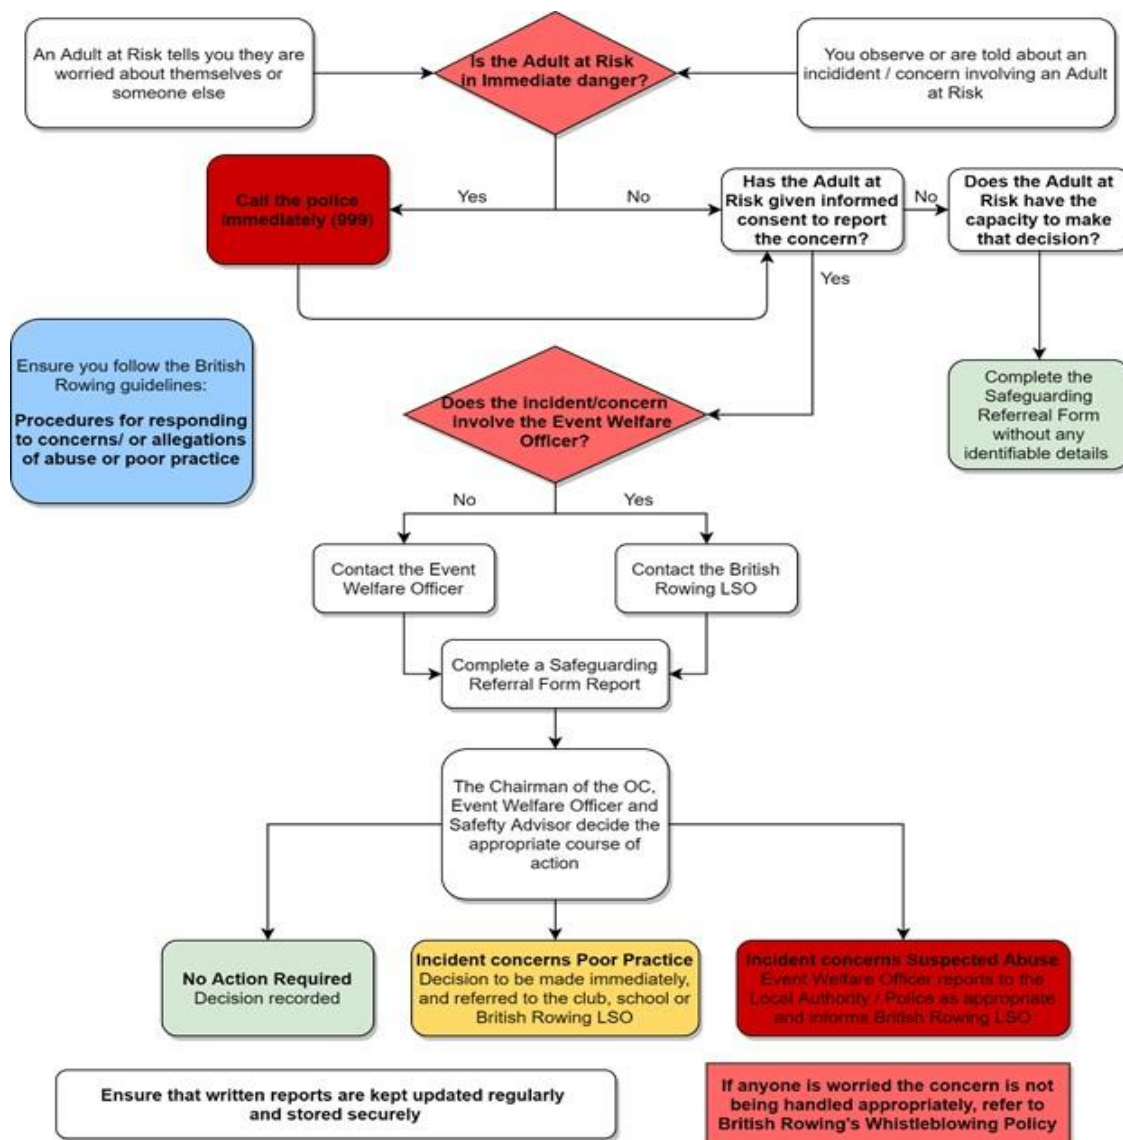 An Adult at Risk tells you they are
worried about themselves or
someone else
Is the Adult at Risk
in Immediate danger?
You observe or are told about an
incidident / concern involving an Adult
at Risk
Call the police
immediately (999)
Yes
No
Has the Adult at
Risk given informed
consent to report
the concern?
No
Does the Adult at
Risk have the
capacity to make
that decision?
Yes
Ensure you follow the British
Rowing guidelines:
Procedures for responding
to concerns/ or allegations
of abuse or poor practice
Does the incident/concern
involve the Event Welfare
Officer?
Complete the
Safeguarding
Referreal Form
without any
identifiable details
No
Yes
Contact the Event
Welfare Officer
Contact the British
Rowing LSO
Complete a Safeguarding
Referral Form Report
The Chairman of the OC,
Event Welfare Officer and
Safefty Advisor decide the
appropriate course of
action
No Action Required
Decision recorded
Incident concerns Poor Practice
Decision to be made immediately,
and referred to the club, school or
British Rowing LSO
Incident concerns Suspected Abuse
Event Welfare Officer reports to the
Local Authority / Police as appropriate
and informs British Rowing LSO
Ensure that written reports are kept updated regularly
and stored securely
If anyone is worried the concern is not
being handled appropriately, refer to
British Rowing's Whistleblowing Policy